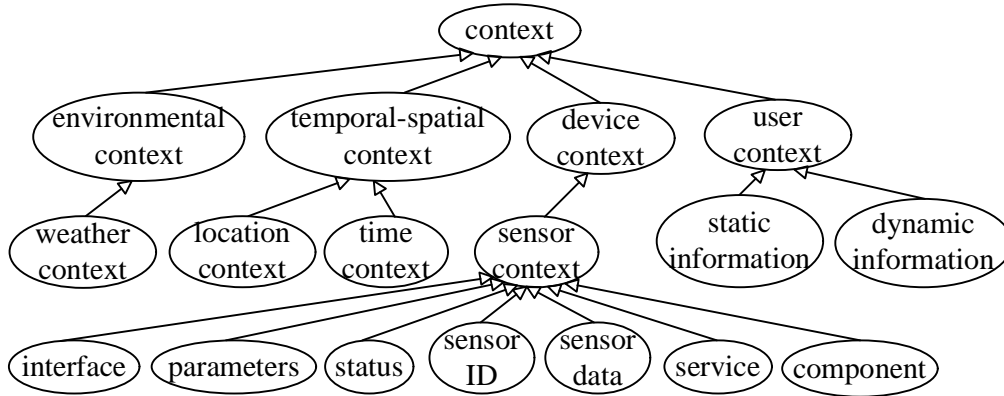 context
environmental
context
temporal-spatial
context
device
context
user
context
weather
context
location
context
time
context
sensor
context
static
information
dynamic
information
interface
parameters
status
sensor
ID
sensor
data
service
component